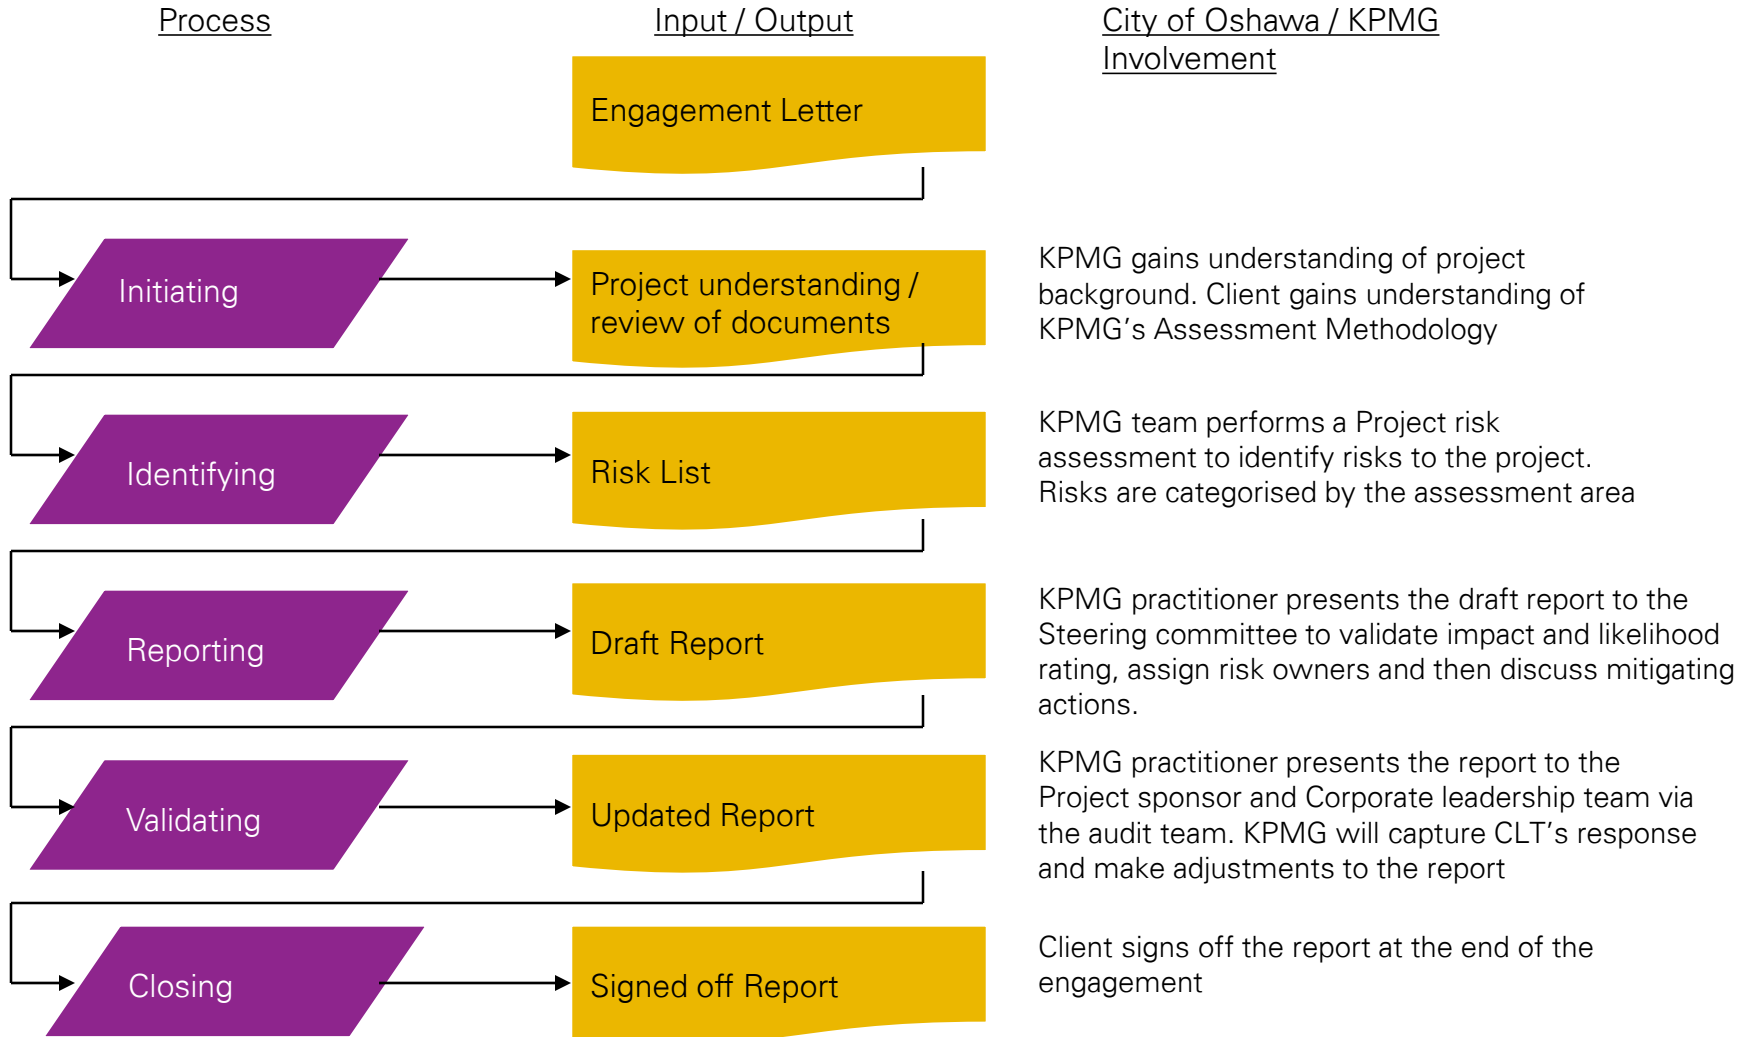 Process
Input / Output
City of Oshawa / KPMG
Involvement
Engagement Letter
Initiating
Project understanding /
review of documents
KPMG gains understanding of project
background. Client gains understanding of
KPMG’s Assessment Methodology
Identifying
Risk List
KPMG team performs a Project risk
assessment to identify risks to the project.
Risks are categorised by the assessment area
Reporting
Draft Report
KPMG practitioner presents the draft report to the
Steering committee to validate impact and likelihood
rating, assign risk owners and then discuss mitigating
actions.
Validating
Updated Report
KPMG practitioner presents the report to the
Project sponsor and Corporate leadership team via
the audit team. KPMG will capture CLT’s response
and make adjustments to the report
Closing
Signed off Report
Client signs off the report at the end of the
engagement